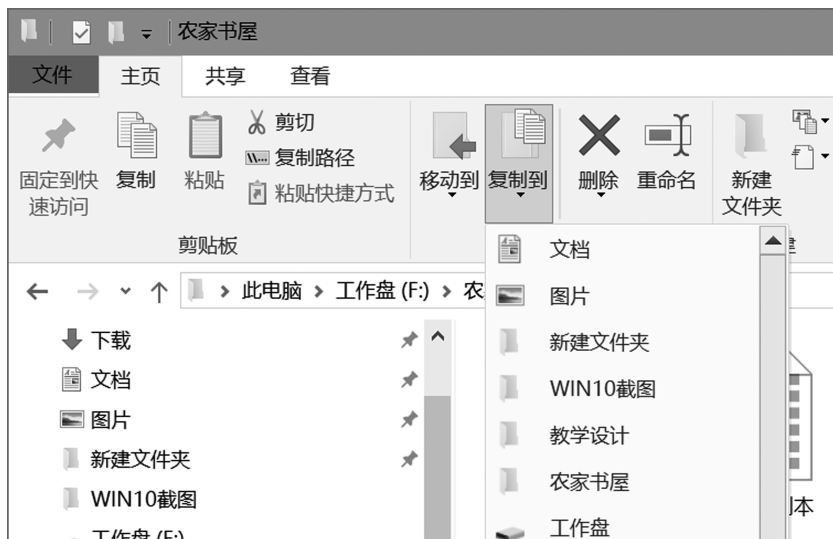 农家书屋
文件 主页 共享 查看
固定到快
速访问
复制
粘贴
剪切
复制路径
粘贴快捷方式
剪贴板
移动到
复制到
删除
重命名
新建
文件夹
此电脑 > 工作盘 (F:) > 农
下载
文档
图片
新建文件夹
WIN10截图
工作盘 (F:)
文档
图片
新建文件夹
WIN10截图
教学设计
农家书屋
工作盘
本